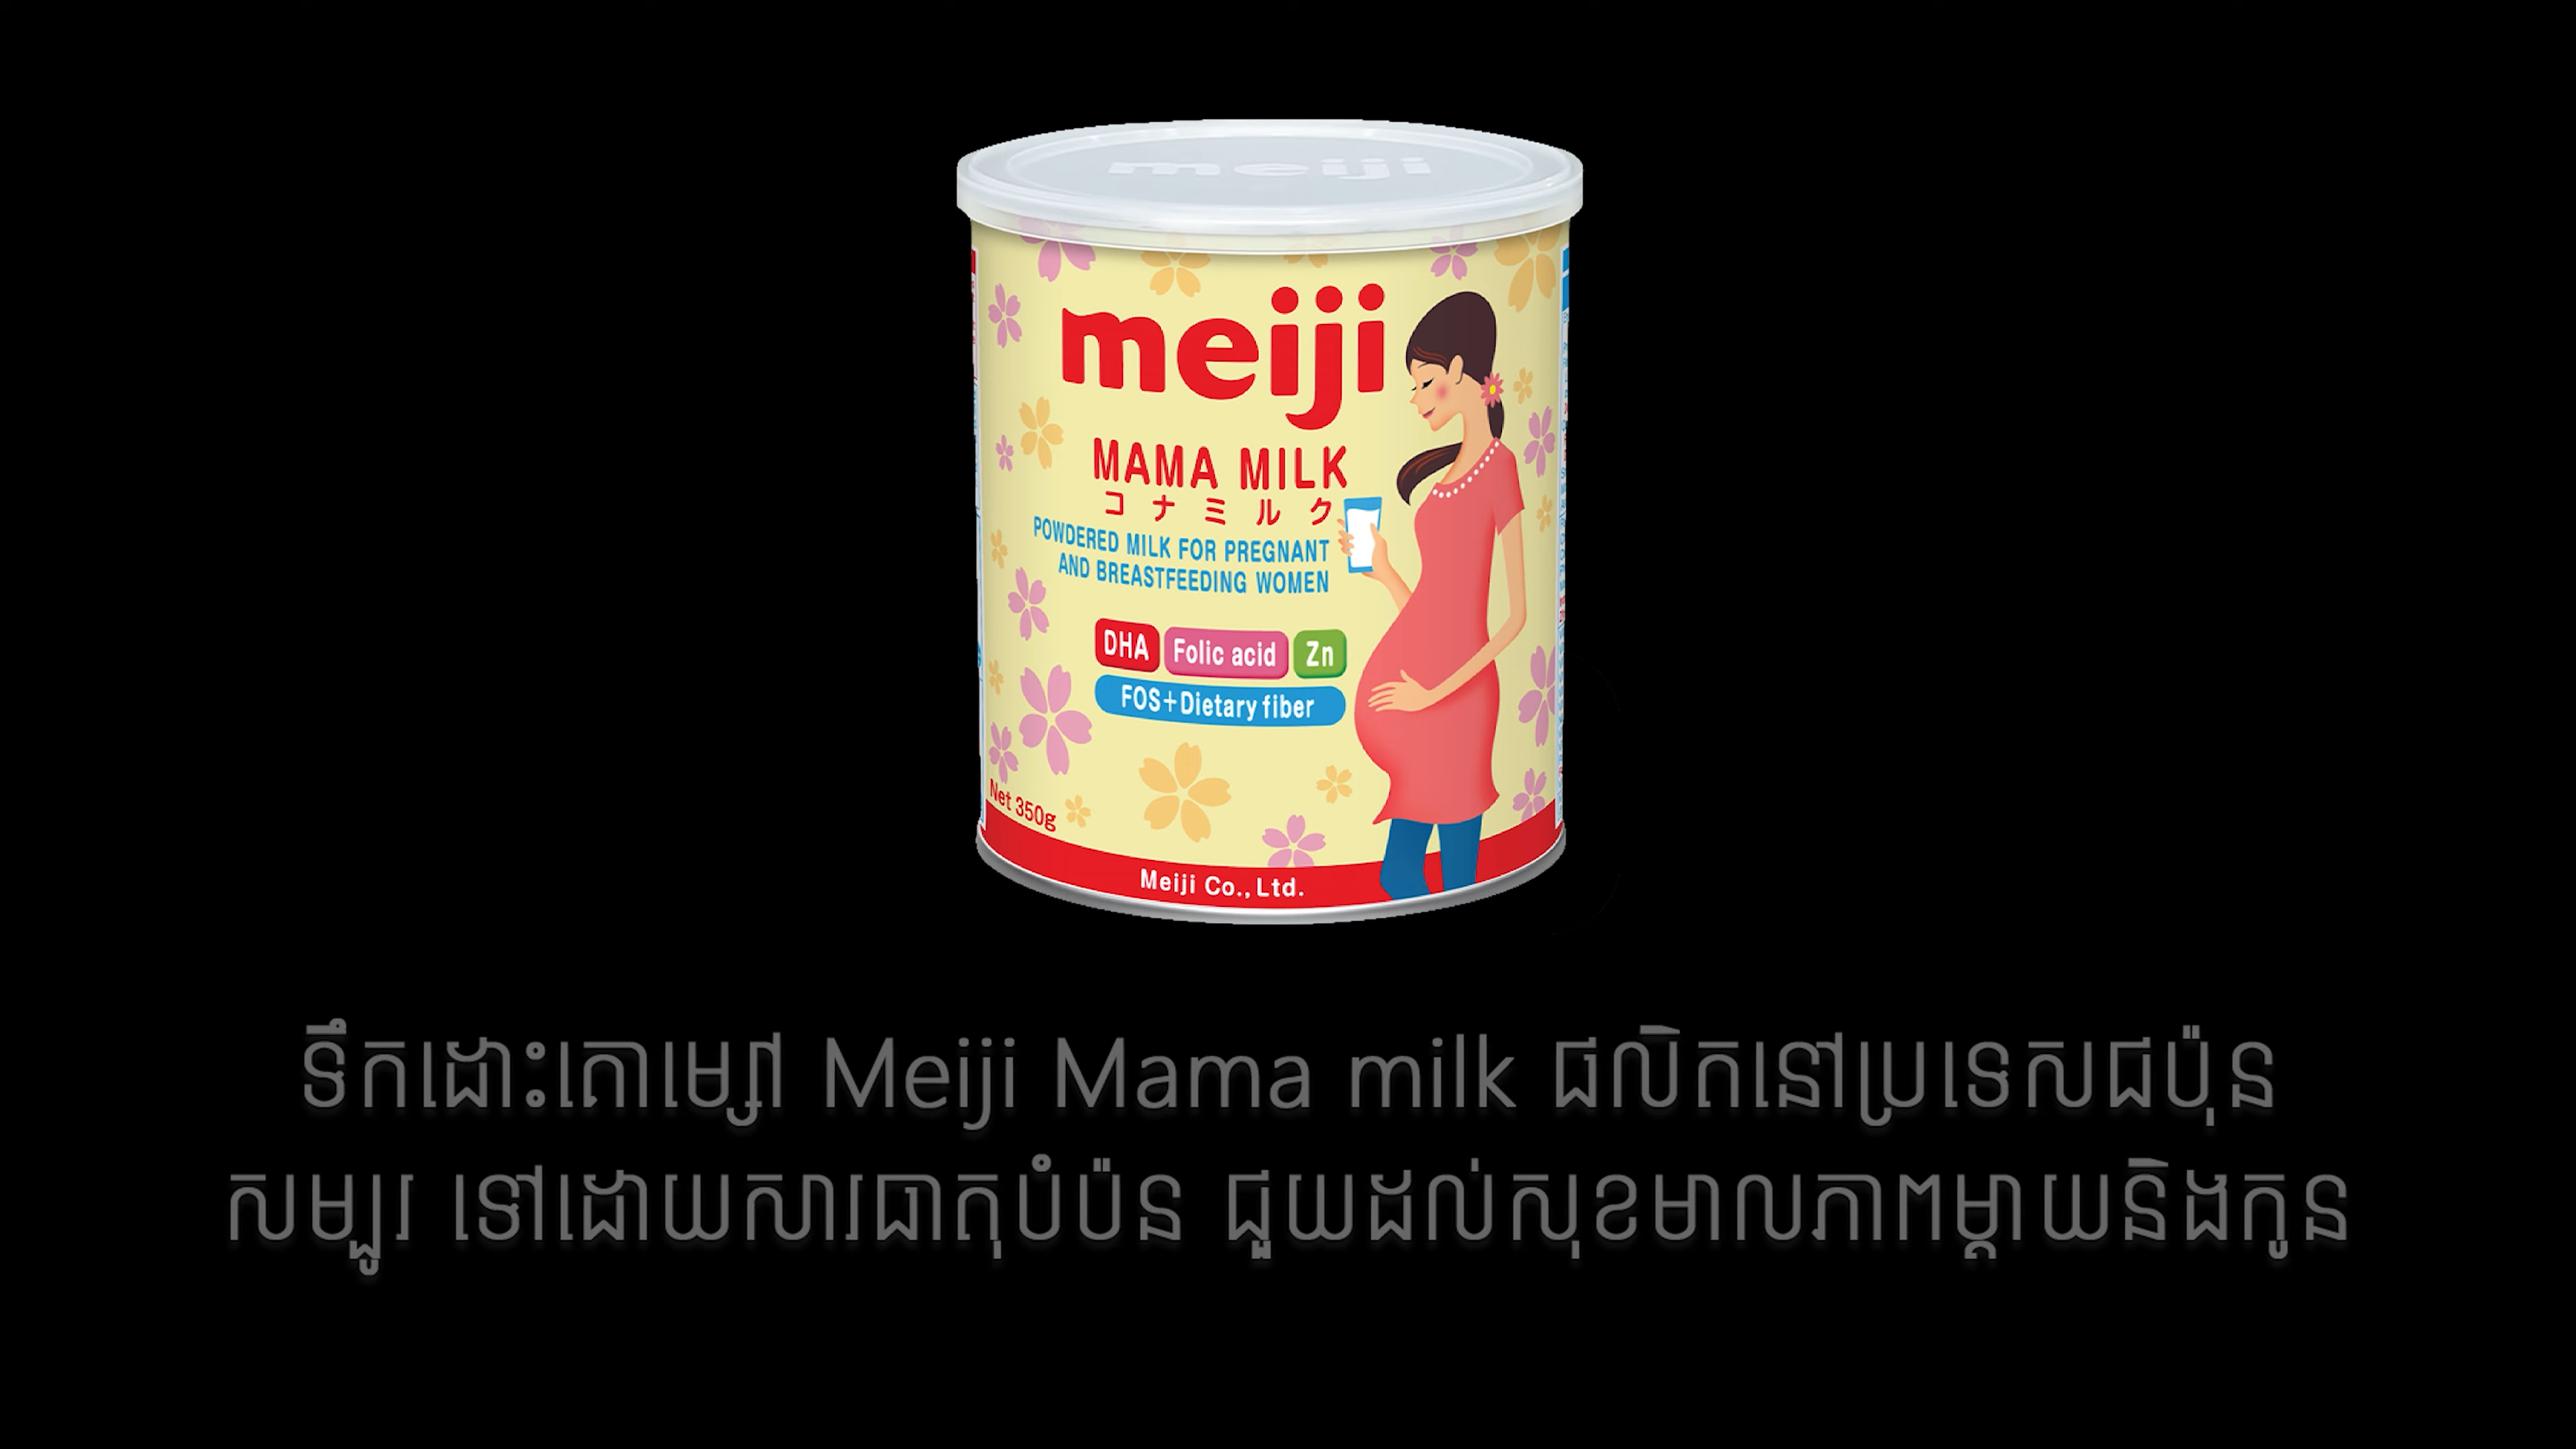 meiji
meiji
MAMA MILK
コナミルク
POWDERED MILK FOR PREGNANT
AND BREASTFEEDING WOMEN
DHA Folic acid Zn
FOS+Dietary fiber
Net 350g
Meiji Co., Ltd.
ទឹកដោះគោម្សៅ Meiji Mama milk ផលិតនៅប្រទេសជប៉ុន
សម្បូរ ទៅដោយសារធាតុបំប៉ន ជួយដល់សុខមាលភាពម្តាយនិងកូន